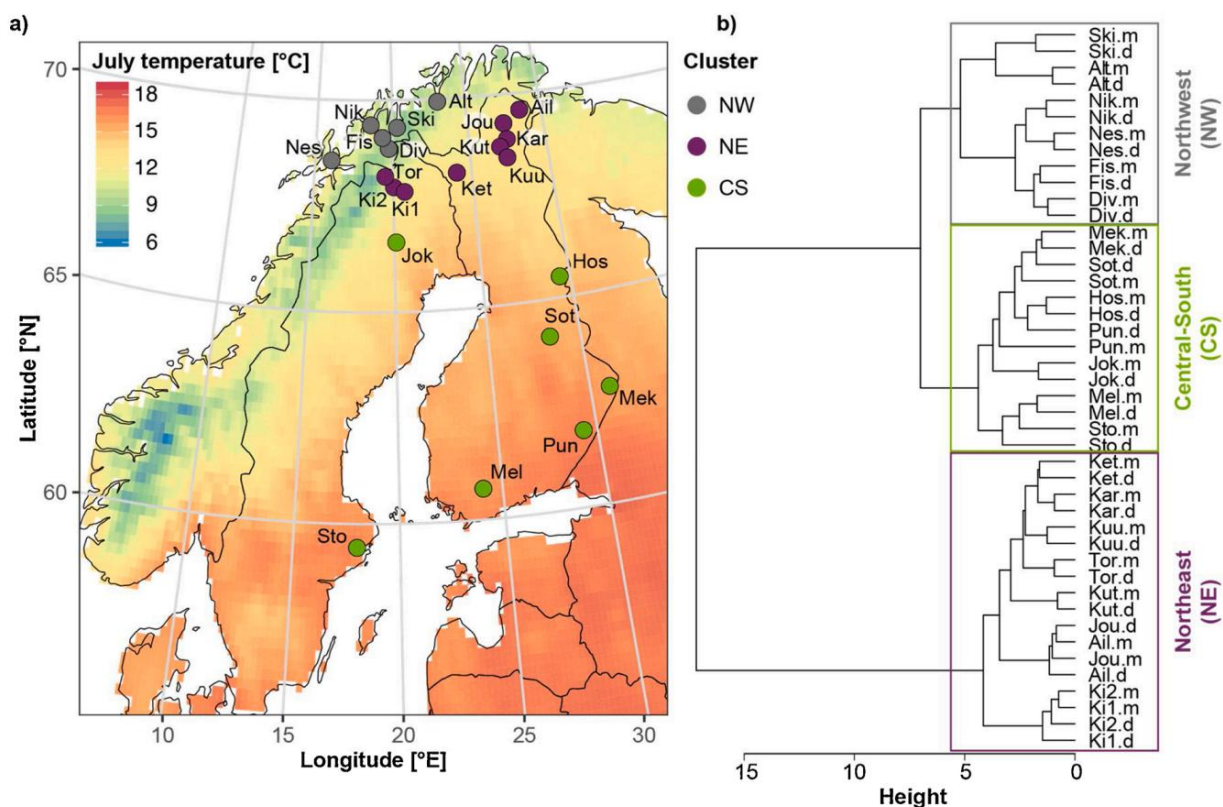 a)
July temperature [°C]
18
15
12
9
6
70
65
60
Latitude [°N]
10
15
20
25
30
Longitude [°E]
Nes
Nik
Fis
Ski
Div
Alt
Tor
Ki2
Ki1
Jok
Jou
Ail
Kar
Kut
Kuu
Ket
Hos
Sot
Mek
Pun
Mel
Sto
Cluster
NW
NE
CS
b)
Ski.m
Ski.d
Alt.m
Alt.d
Nik.m
Nik.d
Nes.m
Nes.d
Fis.m
Fis.d
Div.m
Div.d
Mek.m
Mek.d
Sot.d
Sot.m
Hos.m
Hos.d
Pun.d
Pun.m
Jok.m
Jok.d
Mel.m
Mel.d
Sto.m
Sto.d
Ket.m
Ket.d
Kar.m
Kar.d
Kuu.m
Kuu.d
Tor.m
Tor.d
Kut.m
Kut.d
Jou.d
Ail.m
Jou.m
Ail.d
Ki2.m
Ki1.m
Ki2.d
Ki1.d
Northwest
(NW)
Central-South
(CS)
Northeast
(NE)
15
10
5
0
Height